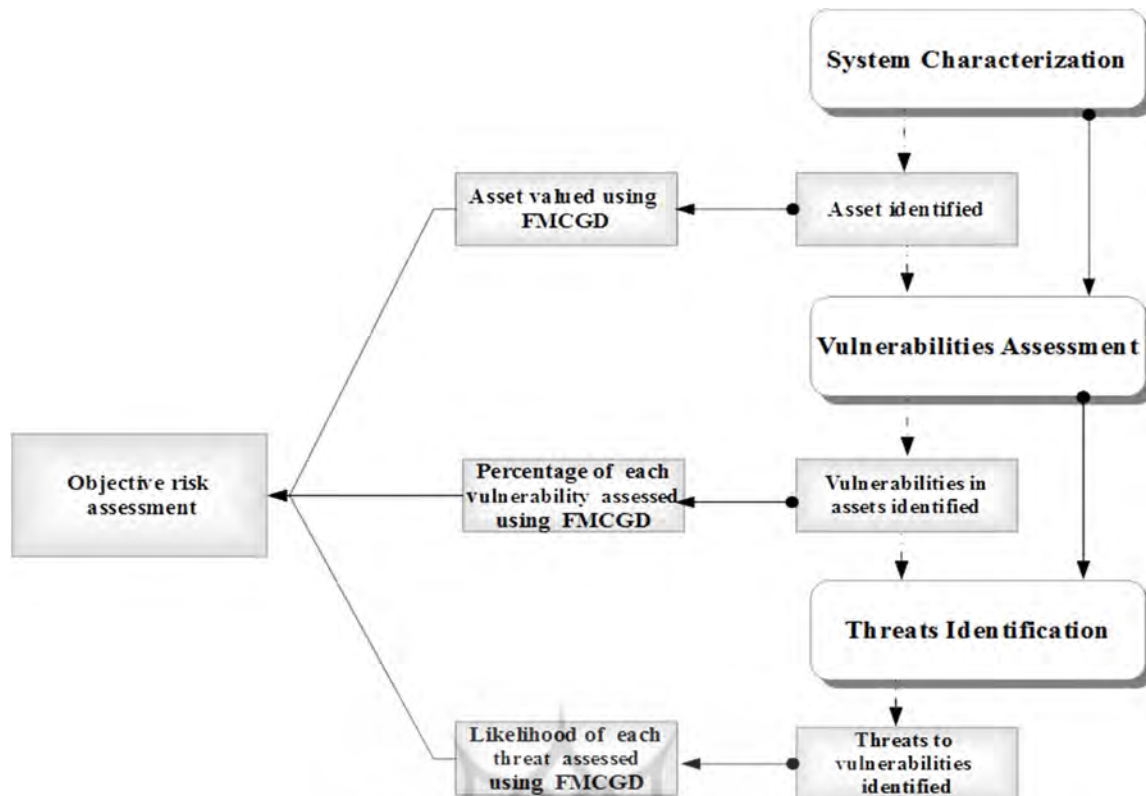 System Characterization
Asset valued using
FMCGD
Asset identified
Vulnerabilities Assessment
Objective risk
assessment
Percentage of each
vulnerability assessed
using FMCGD
Vulnerabilities in
assets identified
Threats Identification
Likelihood of each
threat assessed
using FMCGD
Threats to
vulnerabilities
identified